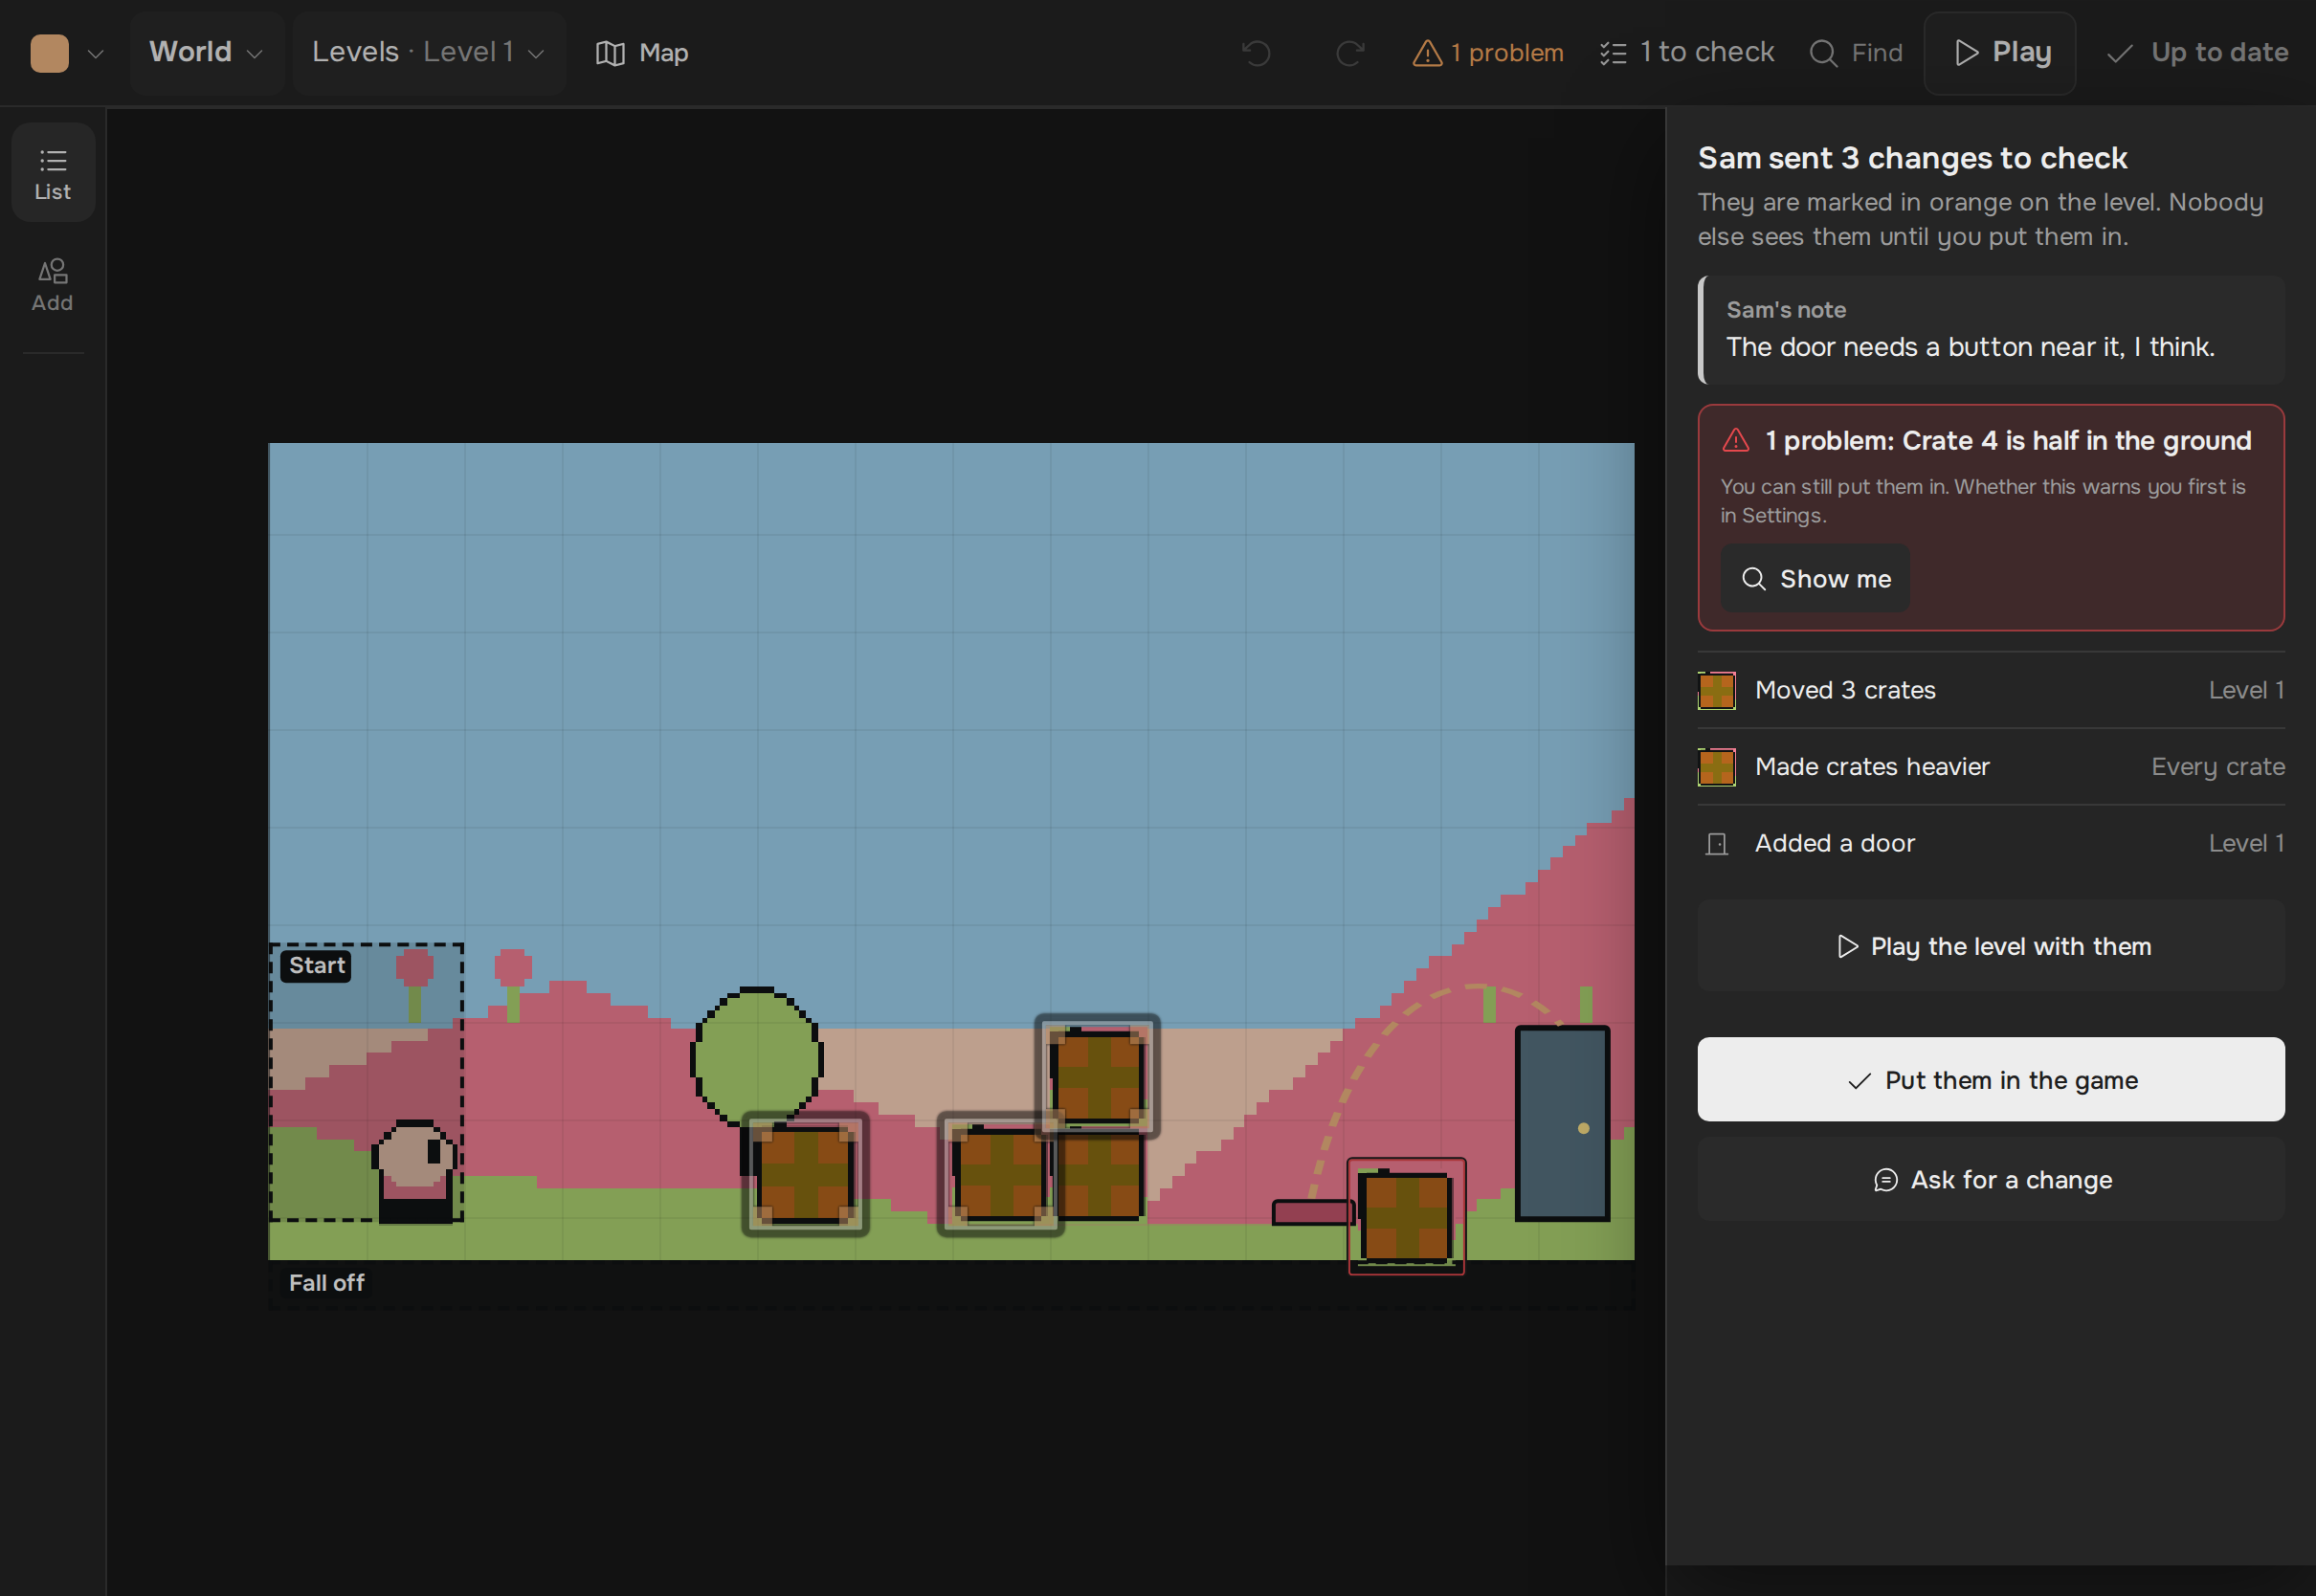 World
Levels · Level 1
Map
1 problem
1 to check
Find
Play
Up to date
List
Add
Start
Fall off
Sam sent 3 changes to check
They are marked in orange on the level. Nobody
else sees them until you put them in.
Sam's note
The door needs a button near it, I think.
1 problem: Crate 4 is half in the ground
You can still put them in. Whether this warns you first is
in Settings.
Show me
Moved 3 crates Level 1
Made crates heavier Every crate
Added a door Level 1
Play the level with them
Put them in the game
Ask for a change